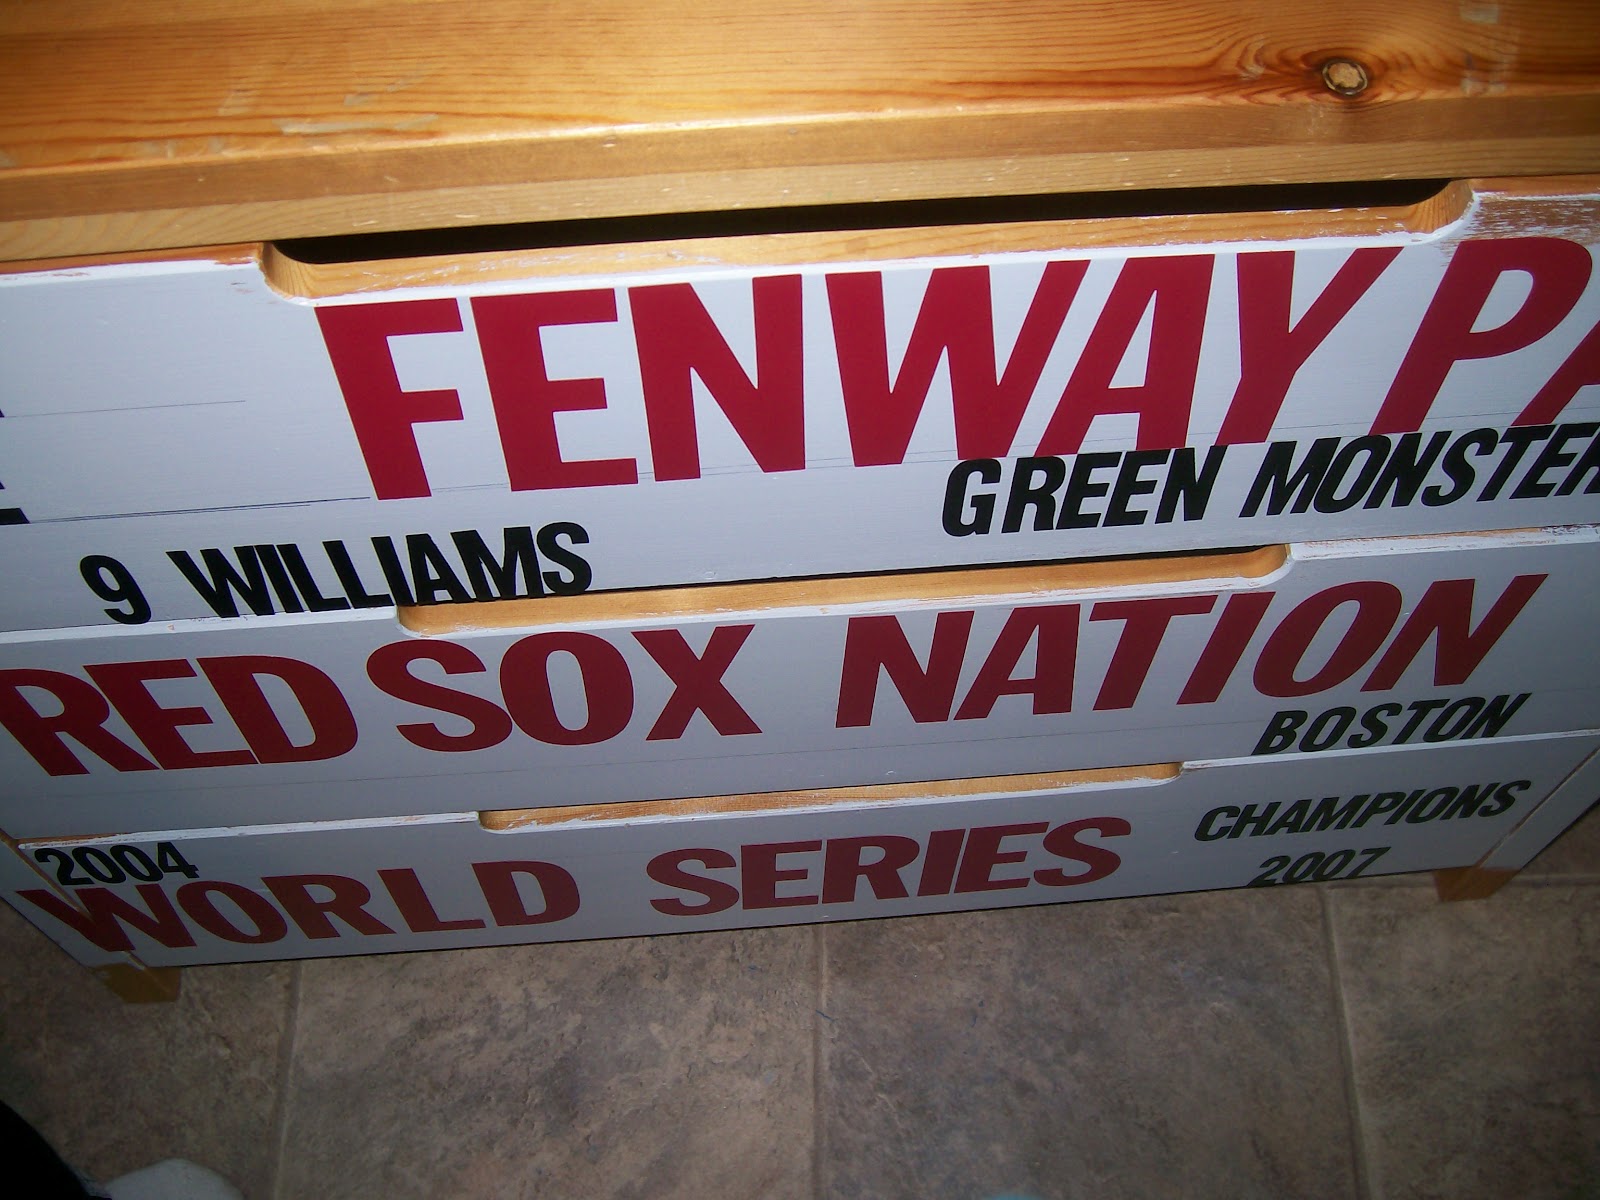 FENWAY PA
GREEN MONSTER
9 WILLIAMS
RED SOX NATION
BOSTON
2004
WORLD SERIES
CHAMPIONS
2007